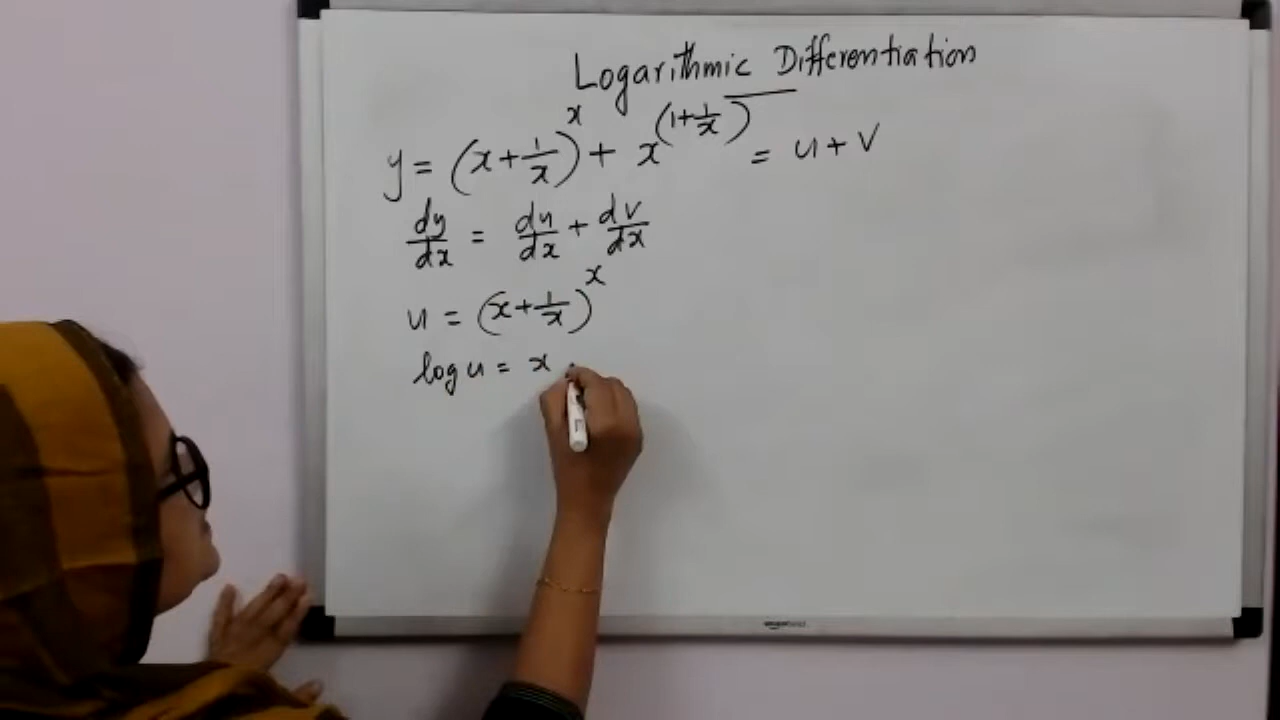 Logarithmic Differentiation
y = (x + 1/x)^x + x^(1 + 1/x) = u + v
dy/dx = du/dx + dv/dx
u = (x + 1/x)^x
log u = x